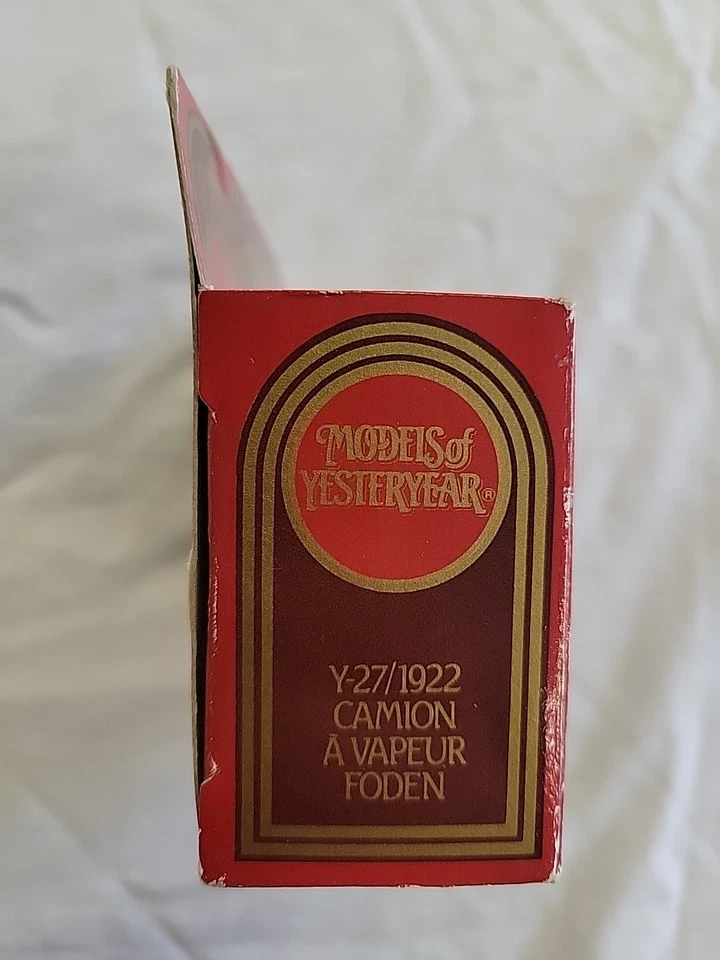 MODELS of
YESTERYEAR®
Y-27/1922
CAMION
À VAPEUR
FODEN